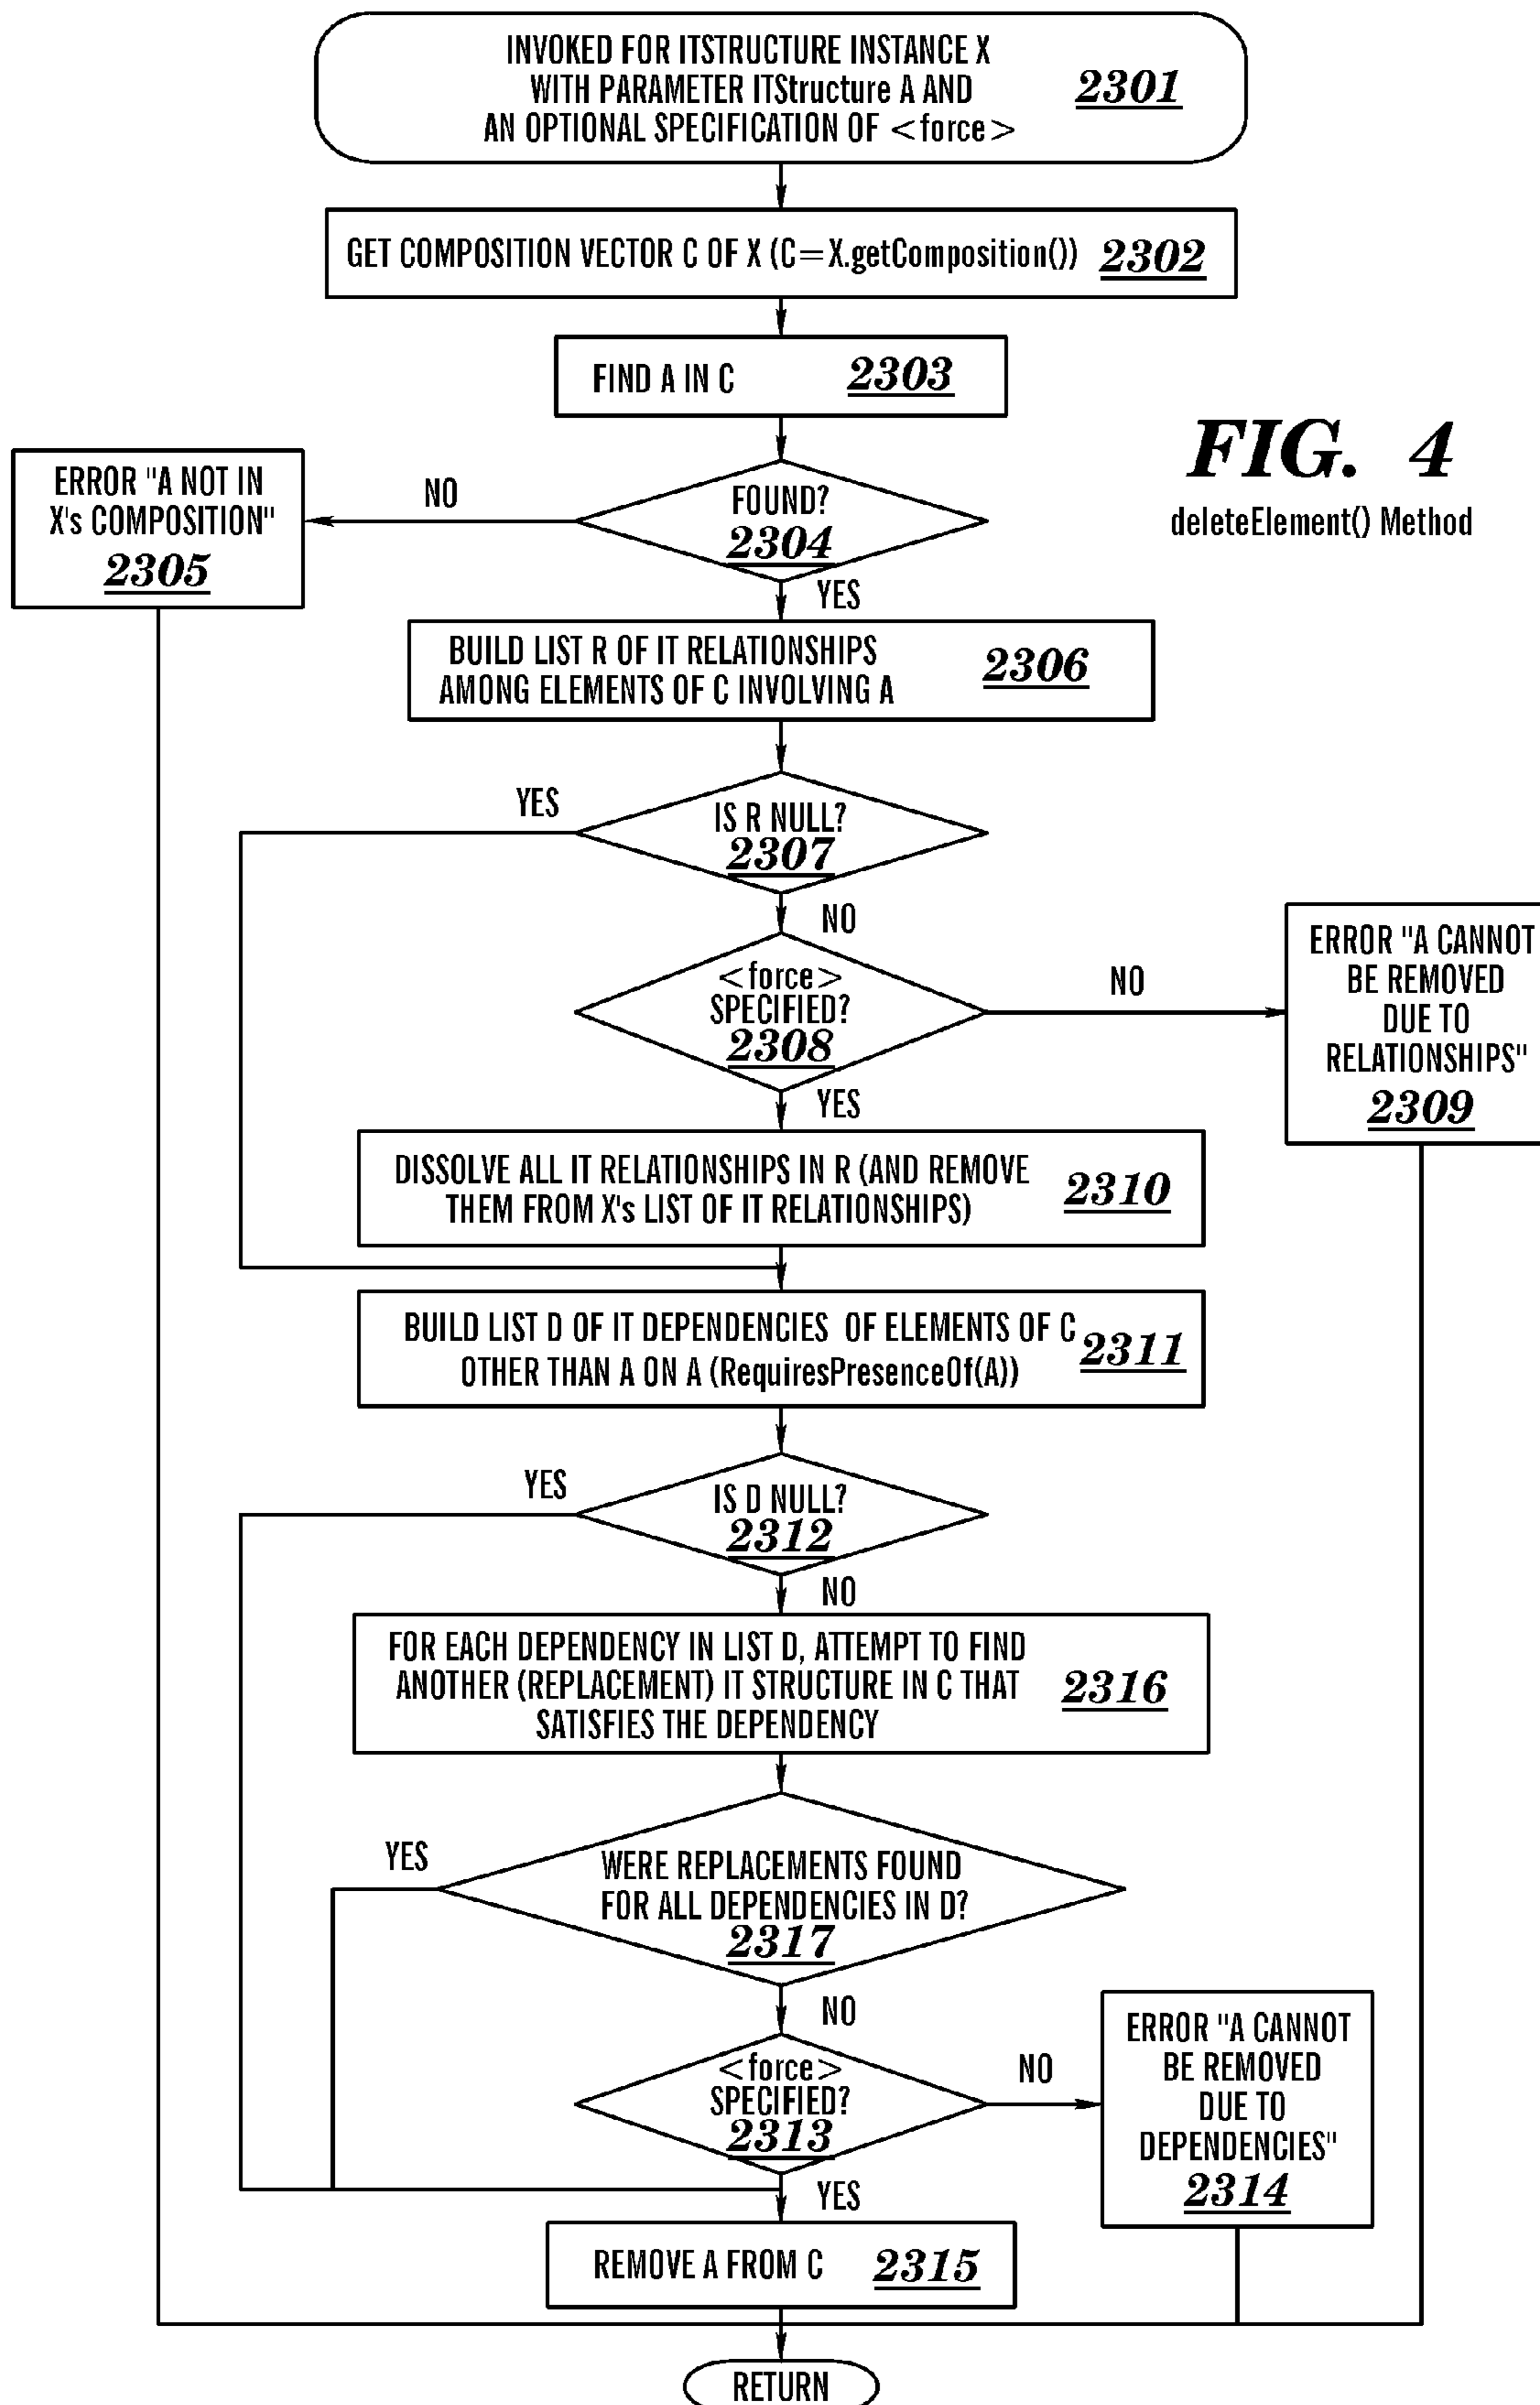 INVOKED FOR ITSTRUCTURE INSTANCE X
WITH PARAMETER ITStructure A AND
AN OPTIONAL SPECIFICATION OF <force>
2301
GET COMPOSITION VECTOR C OF X (C=X.getComposition()) 2302
FIND A IN C 2303
FIG. 4
deleteElement() Method
FOUND?
2304
NO
ERROR "A NOT IN
X's COMPOSITION"
2305
YES
BUILD LIST R OF IT RELATIONSHIPS
AMONG ELEMENTS OF C INVOLVING A
2306
IS R NULL?
2307
YES
NO
<force>
SPECIFIED?
2308
NO
ERROR "A CANNOT
BE REMOVED
DUE TO
RELATIONSHIPS"
2309
YES
DISSOLVE ALL IT RELATIONSHIPS IN R (AND REMOVE
THEM FROM X's LIST OF IT RELATIONSHIPS)
2310
BUILD LIST D OF IT DEPENDENCIES OF ELEMENTS OF C
OTHER THAN A ON A (RequiresPresenceOf(A))
2311
IS D NULL?
2312
YES
NO
FOR EACH DEPENDENCY IN LIST D, ATTEMPT TO FIND
ANOTHER (REPLACEMENT) IT STRUCTURE IN C THAT
SATISFIES THE DEPENDENCY
2316
WERE REPLACEMENTS FOUND
FOR ALL DEPENDENCIES IN D?
2317
YES
NO
<force>
SPECIFIED?
2313
NO
ERROR "A CANNOT
BE REMOVED
DUE TO
DEPENDENCIES"
2314
YES
REMOVE A FROM C 2315
RETURN